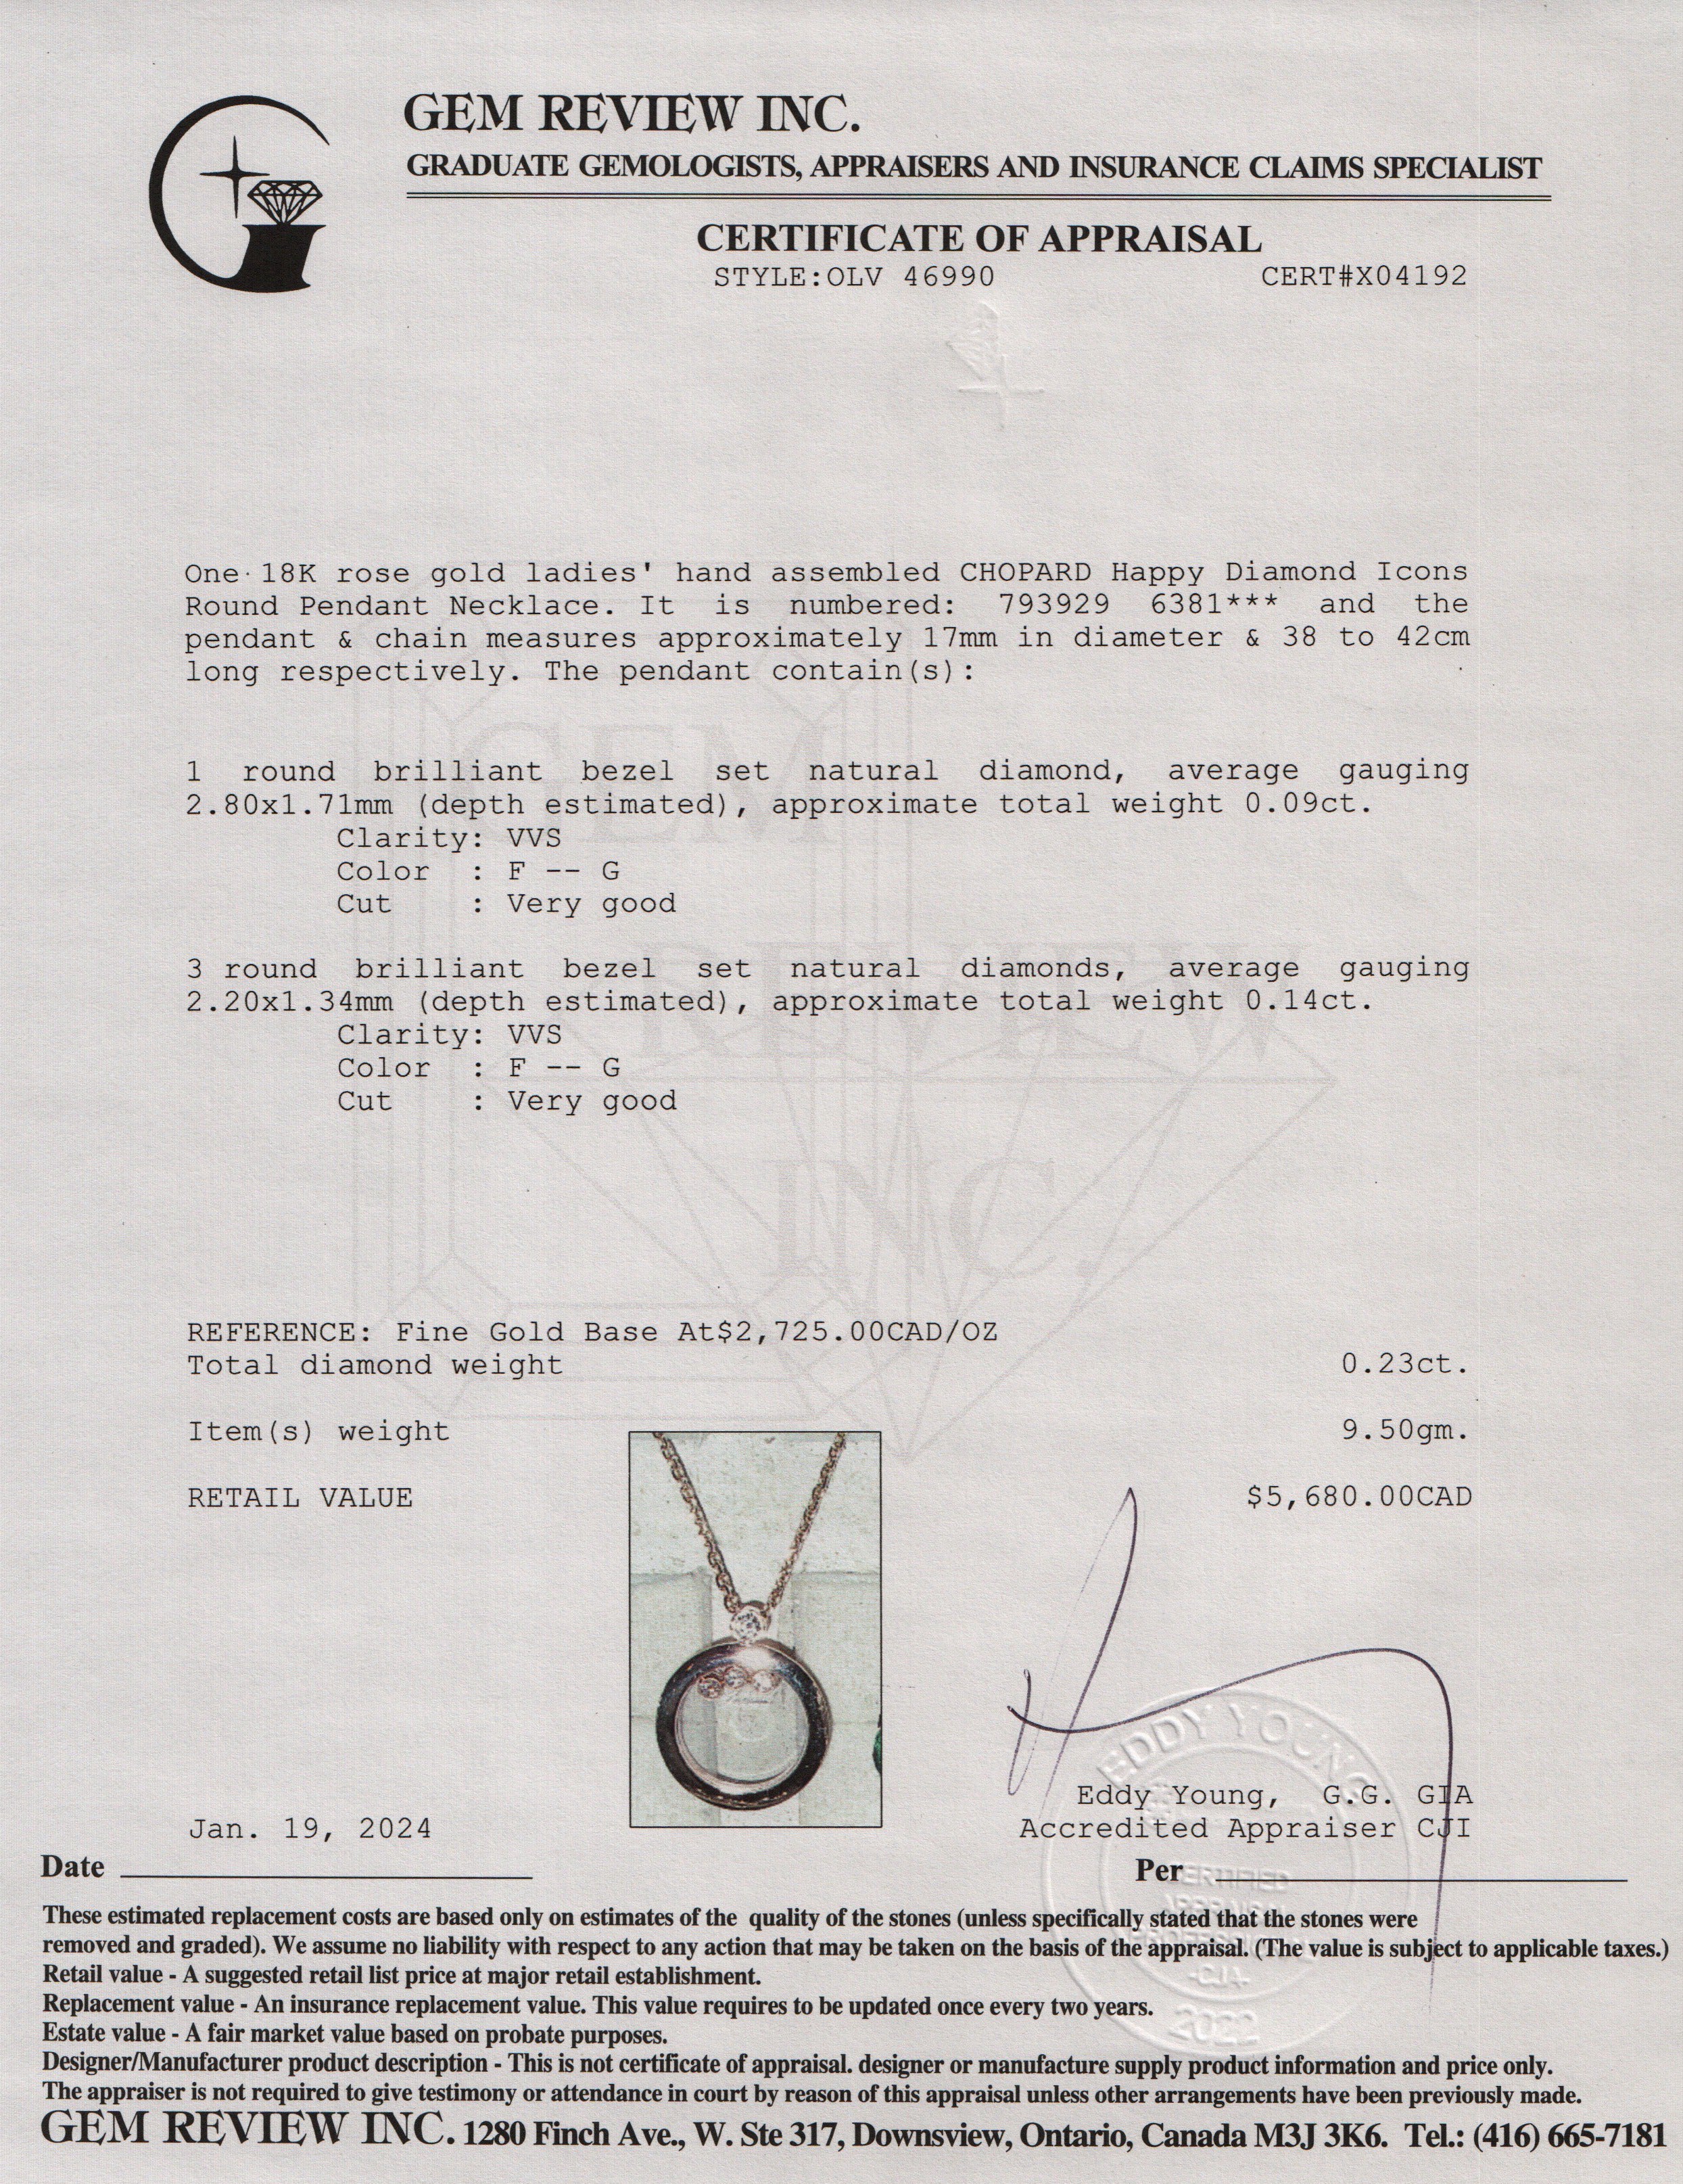 GEM REVIEW INC.
GRADUATE GEMOLOGISTS, APPRAISERS AND INSURANCE CLAIMS SPECIALIST
CERTIFICATE OF APPRAISAL
STYLE:OLV 46990 CERT#X04192
One 18K rose gold ladies' hand assembled CHOPARD Happy Diamond Icons
Round Pendant Necklace. It is numbered: 793929 6381*** and the
pendant & chain measures approximately 17mm in diameter & 38 to 42cm
long respectively. The pendant contain(s):
1 round brilliant bezel set natural diamond, average gauging
2.80x1.71mm (depth estimated), approximate total weight 0.09ct.
Clarity: VVS
Color : F -- G
Cut : Very good
3 round brilliant bezel set natural diamonds, average gauging
2.20x1.34mm (depth estimated), approximate total weight 0.14ct.
Clarity: VVS
Color : F -- G
Cut : Very good
GEM
REVIEW
INC.
REFERENCE: Fine Gold Base At$2,725.00CAD/OZ
Total diamond weight 0.23ct.
Item(s) weight 9.50gm.
RETAIL VALUE $5,680.00CAD
EDDY YOUNG
Eddy Young, G.G. GIA
Jan. 19, 2024 Accredited Appraiser CJI
Date Per
CERTIFIED
APPRAISAL
PROFESSIONAL
2022
These estimated replacement costs are based only on estimates of the quality of the stones (unless specifically stated that the stones were
removed and graded). We assume no liability with respect to any action that may be taken on the basis of the appraisal. (The value is subject to applicable taxes.)
Retail value - A suggested retail list price at major retail establishment.
Replacement value - An insurance replacement value. This value requires to be updated once every two years.
Estate value - A fair market value based on probate purposes.
Designer/Manufacturer product description - This is not certificate of appraisal. designer or manufacture supply product information and price only.
The appraiser is not required to give testimony or attendance in court by reason of this appraisal unless other arrangements have been previously made.
GEM REVIEW INC. 1280 Finch Ave., W. Ste 317, Downsview, Ontario, Canada M3J 3K6. Tel.: (416) 665-7181